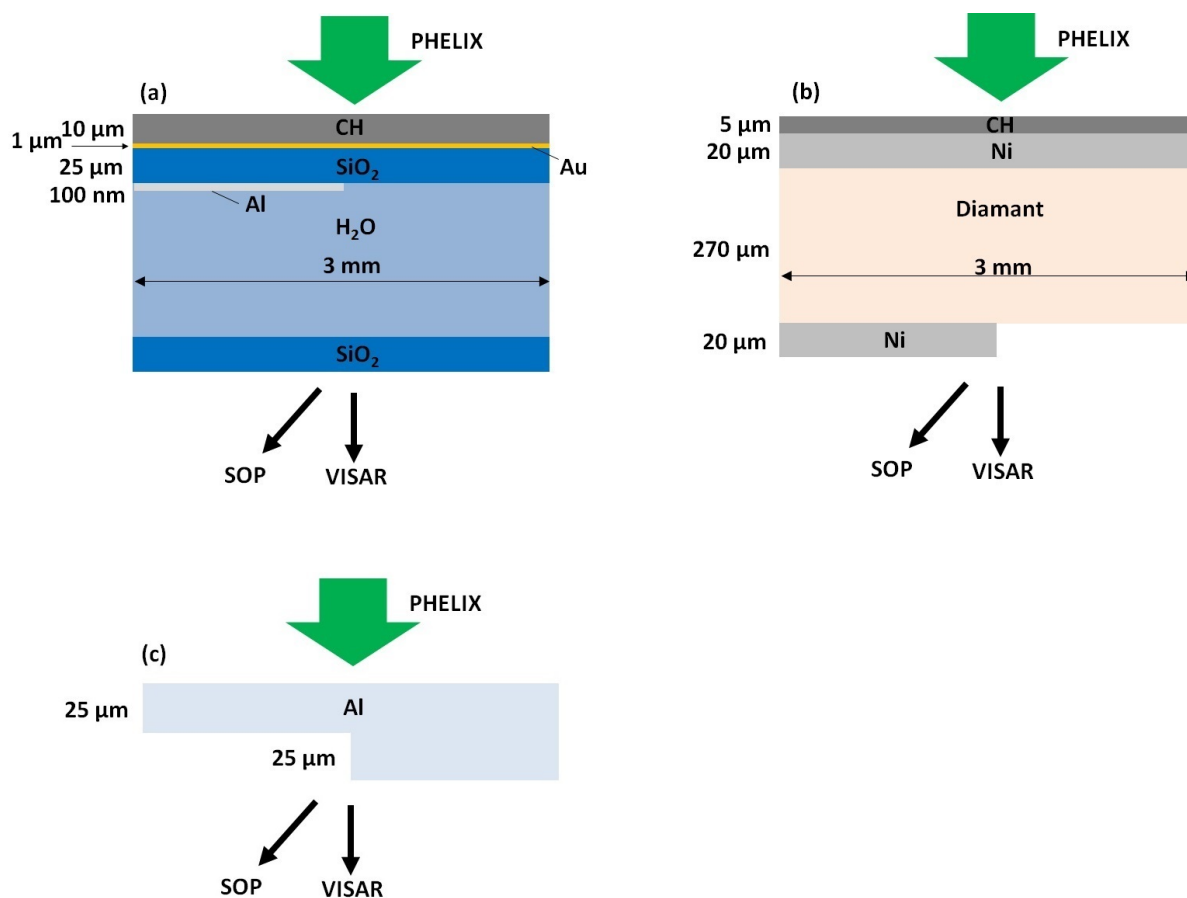 PHELIX
(a)
10 µm
CH
1 µm
Au
25 µm
SiO₂
100 nm
Al
H₂O
3 mm
SiO₂
SOP
VISAR
PHELIX
(b)
5 µm
CH
20 µm
Ni
Diamant
270 µm
3 mm
20 µm
Ni
SOP
VISAR
PHELIX
(c)
25 µm
Al
25 µm
SOP
VISAR